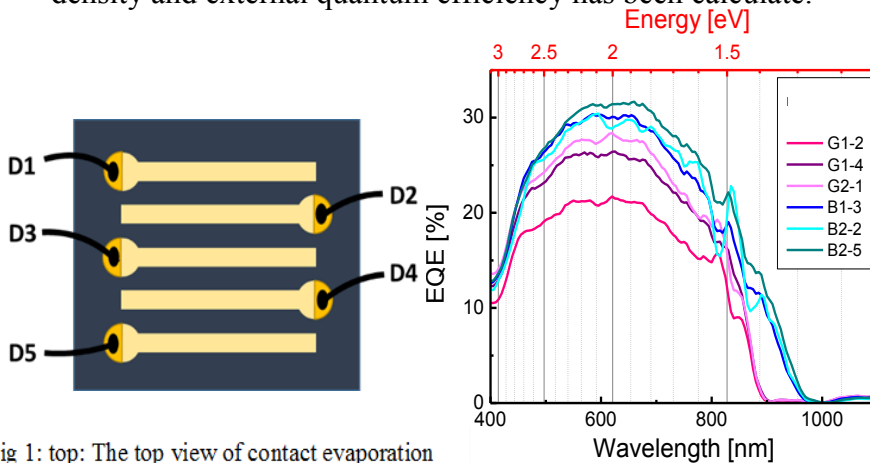 density and external quantum efficiency has been calculate.
Energy [eV]
3 2.5 2 1.5
D1
D2
D3
D4
D5
EQE [%]
30
20
10
0
G1-2
G1-4
G2-1
B1-3
B2-2
B2-5
400 600 800 1000
Wavelength [nm]
ig 1: top: The top view of contact evaporation